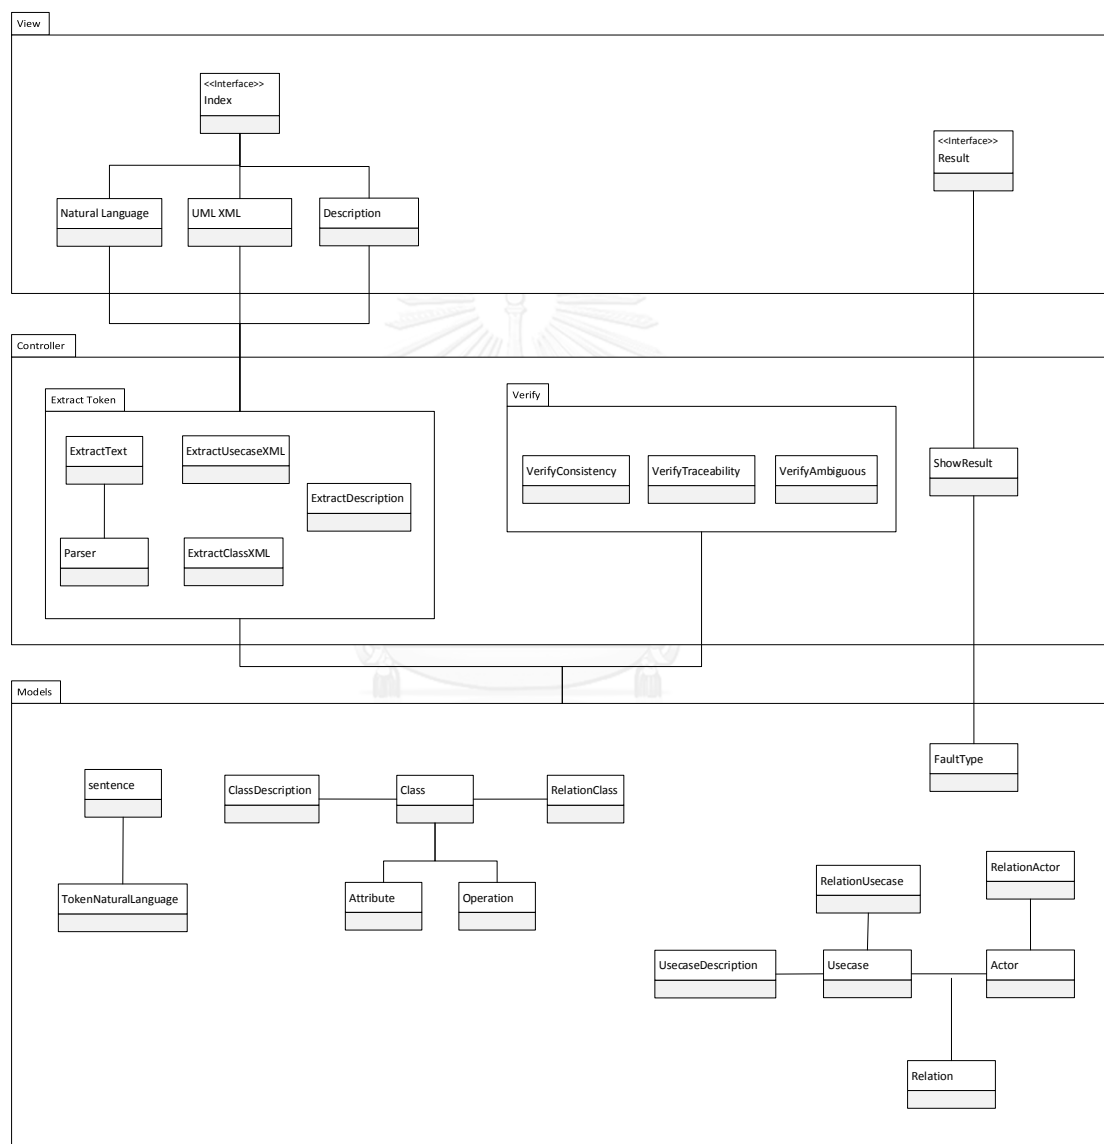 View
<<Interface>>
Index
<<Interface>>
Result
Natural Language
UML XML
Description
Controller
Extract Token
Verify
ExtractText
ExtractUsecaseXML
ExtractDescription
Parser
ExtractClassXML
VerifyConsistency
VerifyTraceability
VerifyAmbiguous
ShowResult
Models
FaultType
sentence
ClassDescription
Class
RelationClass
TokenNaturalLanguage
Attribute
Operation
RelationUsecase
RelationActor
UsecaseDescription
Usecase
Actor
Relation